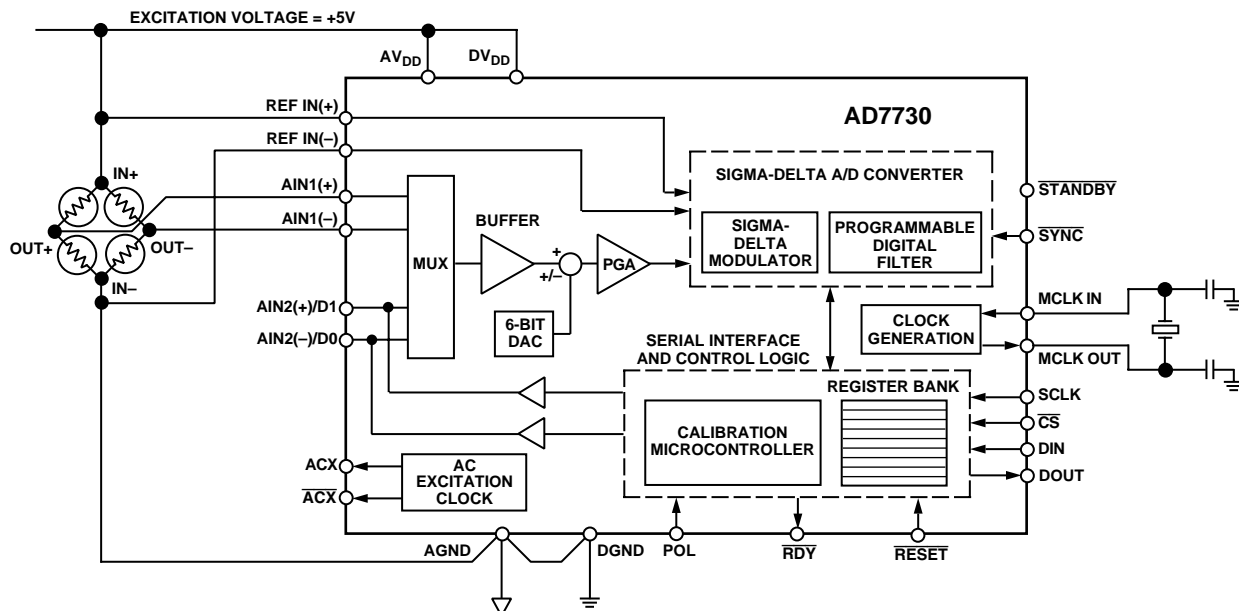 EXCITATION VOLTAGE = +5V
AVDD
DVDD
REF IN(+)
REF IN(–)
AD7730
IN+
AIN1(+)
AIN1(–)
OUT+
OUT–
IN–
MUX
BUFFER
+
+/–
PGA
6-BIT
DAC
SIGMA-DELTA A/D CONVERTER
SIGMA-
DELTA
MODULATOR
PROGRAMMABLE
DIGITAL
FILTER
STANDBY
SYNC
AIN2(+)/D1
AIN2(–)/D0
SERIAL INTERFACE
AND CONTROL LOGIC
CLOCK
GENERATION
MCLK IN
MCLK OUT
REGISTER BANK
CALIBRATION
MICROCONTROLLER
SCLK
CS
DIN
DOUT
ACX
ACX
AC
EXCITATION
CLOCK
AGND
DGND
POL
RDY
RESET